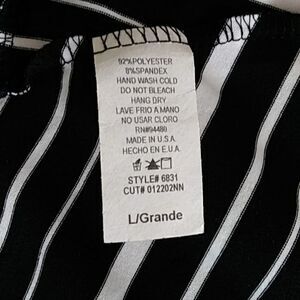 92%POLYESTER
8%SPANDEX
HAND WASH COLD
DO NOT BLEACH
HANG DRY
LAVE FRIO A MANO
NO USAR CLORO
RN#94480
MADE IN U.S.A.
HECHO EN E.U.A.
STYLE# 6831
CUT# 012202NN
L/Grande